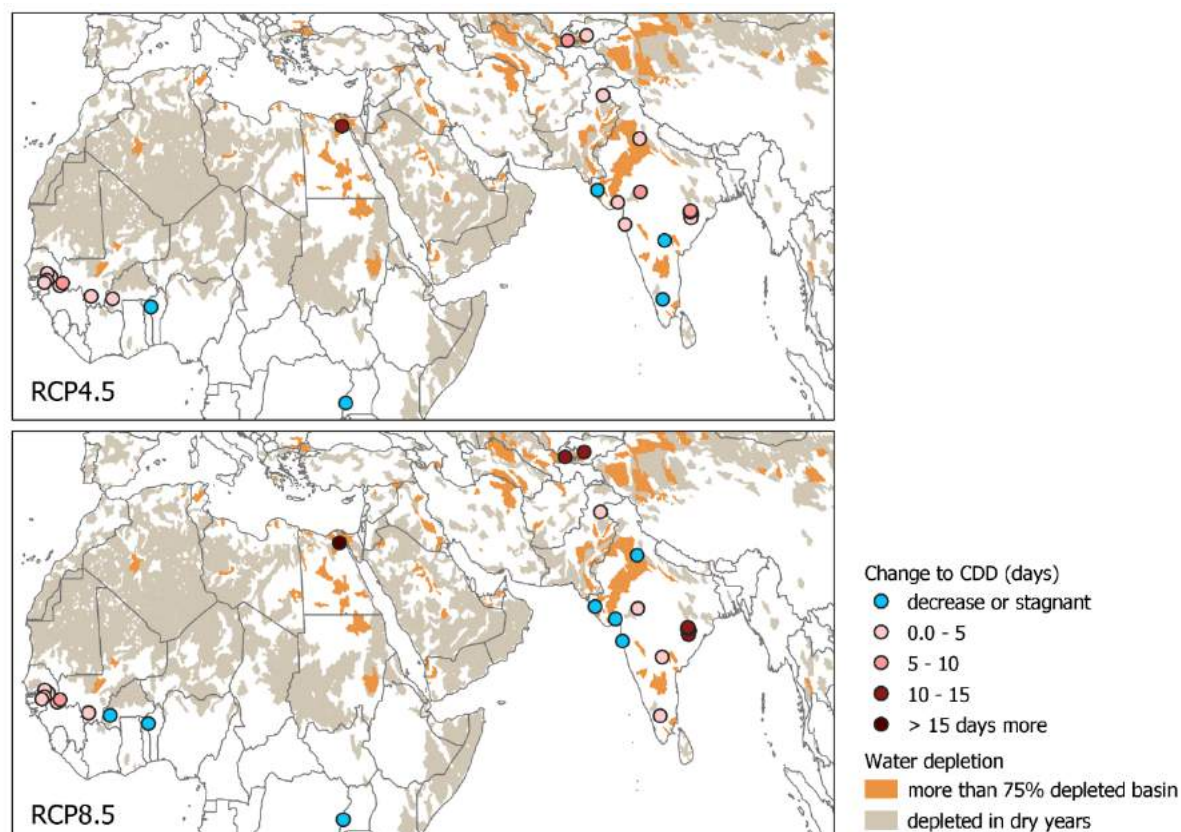 RCP4.5
RCP8.5
Change to CDD (days)
decrease or stagnant
0.0 - 5
5 - 10
10 - 15
> 15 days more
Water depletion
more than 75% depleted basin
depleted in dry years